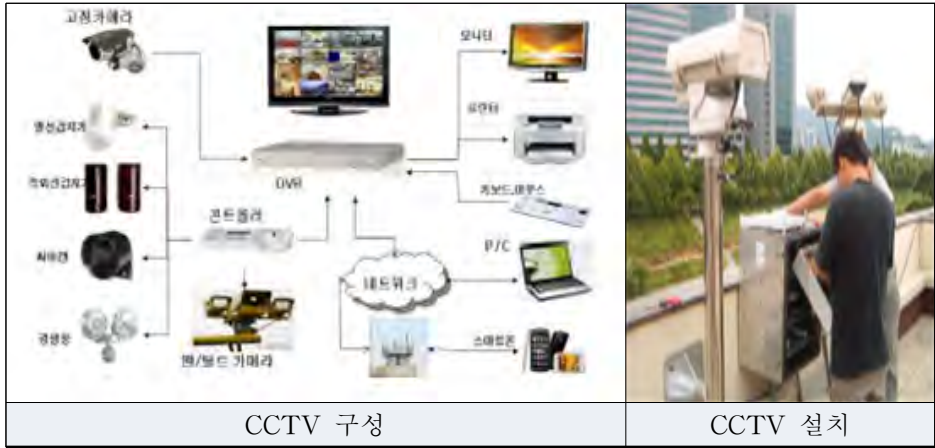 고정카메라
모니터
열선감지기
프린터
적외선감지기
DVR
키보드,마우스
콘트롤러
P/C
싸이렌
네트워크
경광등
스마트폰
팬/틸트 카메라
CCTV 구성
CCTV 설치